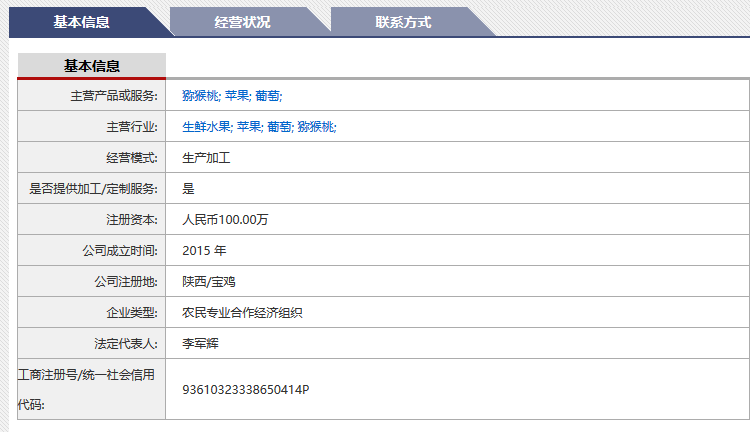 基本信息 经营状况 联系方式
基本信息
主营产品或服务: 猕猴桃; 苹果; 葡萄;
主营行业: 生鲜水果; 苹果; 葡萄; 猕猴桃;
经营模式: 生产加工
是否提供加工/定制服务: 是
注册资本: 人民币100.00万
公司成立时间: 2015 年
公司注册地: 陕西/宝鸡
企业类型: 农民专业合作经济组织
法定代表人: 李军辉
工商注册号/统一社会信用
代码: 93610323338650414P